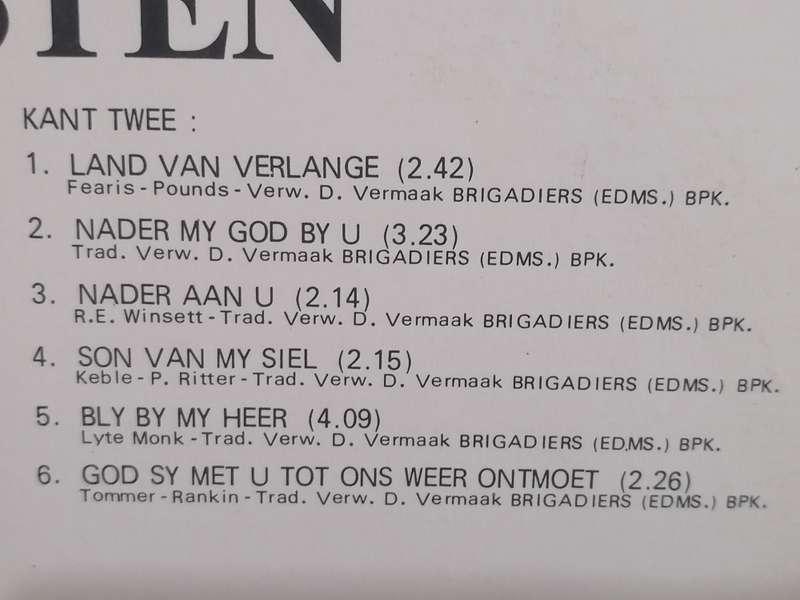 STEN
KANT TWEE :
1. LAND VAN VERLANGE (2.42)
Fearis - Pounds - Verw. D. Vermaak BRIGADIERS (EDMS.) BPK.
2. NADER MY GOD BY U (3.23)
Trad. Verw. D. Vermaak BRIGADIERS (EDMS.) BPK.
3. NADER AAN U (2.14)
R.E. Winsett - Trad. Verw. D. Vermaak BRIGADIERS (EDMS.) BPK.
4. SON VAN MY SIEL (2.15)
Keble - P. Ritter - Trad. Verw. D. Vermaak BRIGADIERS (EDMS.) BPK.
5. BLY BY MY HEER (4.09)
Lyte Monk - Trad. Verw. D. Vermaak BRIGADIERS (EDMS.) BPK.
6. GOD SY MET U TOT ONS WEER ONTMOET (2.26)
Tommer - Rankin - Trad. Verw. D. Vermaak BRIGADIERS (EDMS.) BPK.